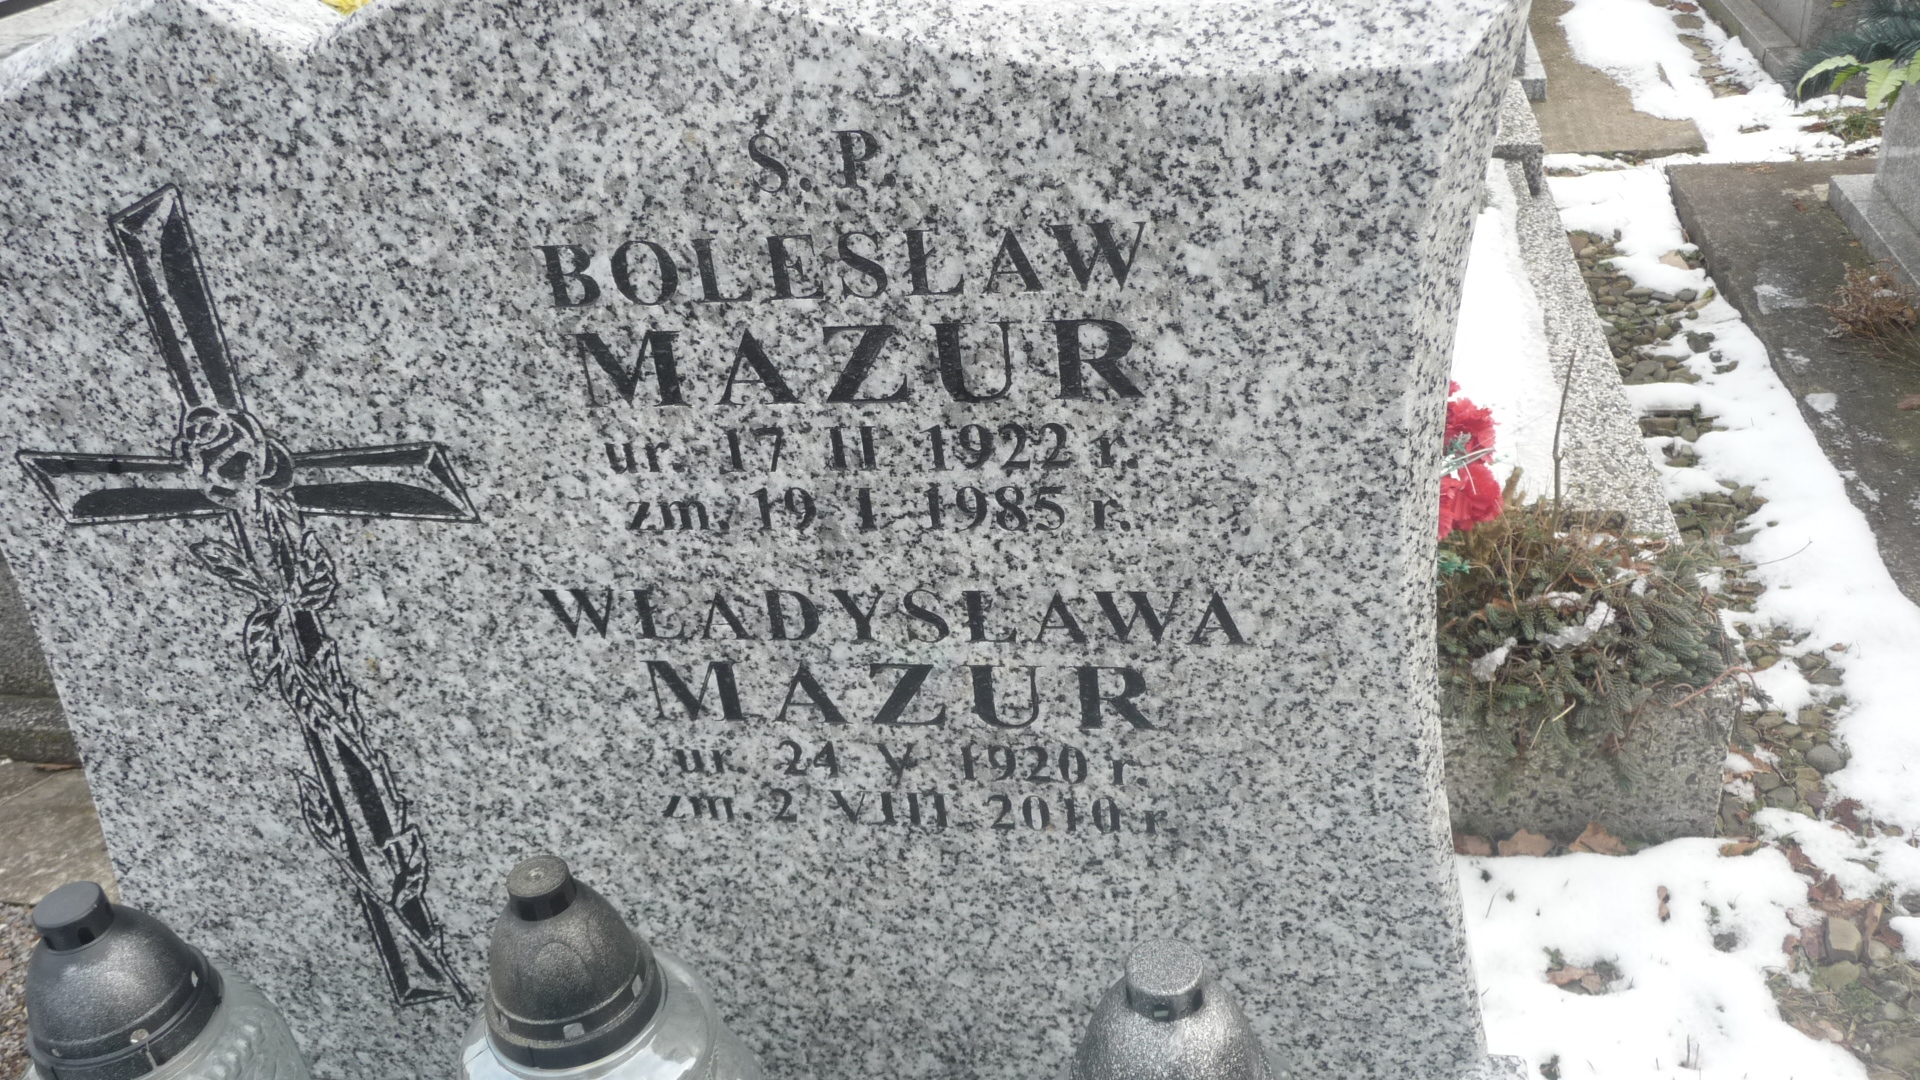 Ś. P.
BOLESŁAW
MAZUR
ur. 17 II 1922 r.
zm. 19 I 1985 r.
WŁADYSŁAWA
MAZUR
ur. 24 V 1920 r.
zm. 2 VIII 2010 r.